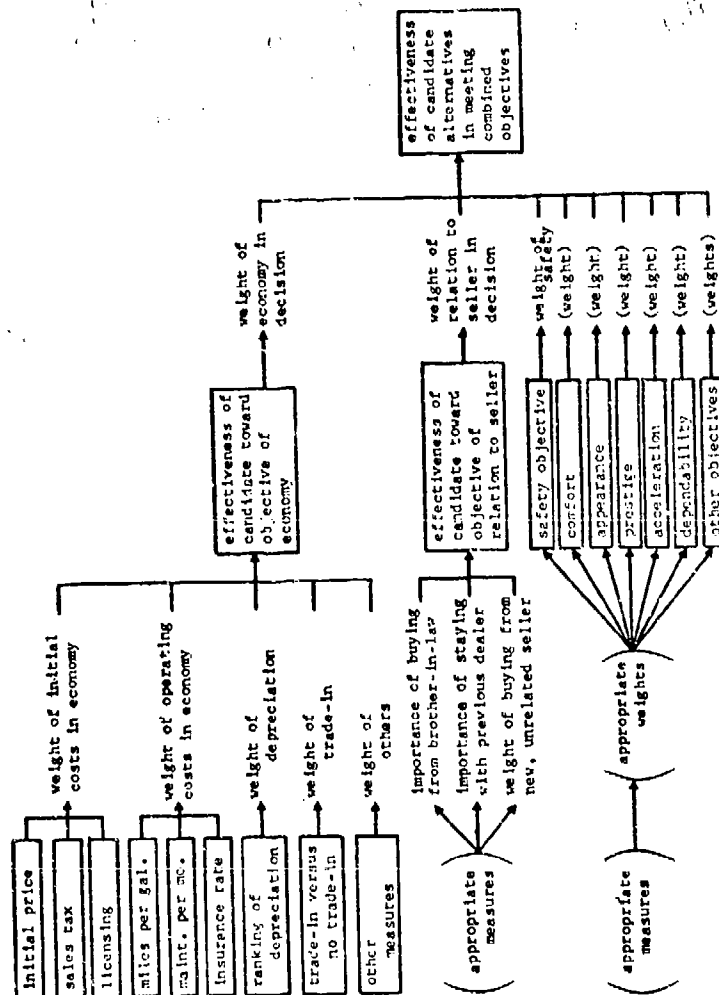 initial price
sales tax
licensing
weight of initial
costs in economy
miles per gal.
maint. per mo.
insurance rate
weight of operating
costs in economy
ranking of
depreciation
weight of
depreciation
trade-in versus
no trade-in
weight of
trade-in
other
measures
weight of
others
effectiveness of
candidate toward
objective of
economy
weight of
economy in
decision
appropriate
measures
importance of buying
from brother-in-law
importance of staying
with previous dealer
weight of buying from
new, unrelated seller
effectiveness of
candidate toward
objective of
relation to seller
weight of
relation to
seller in
decision
appropriate
measures
appropriate
weights
safety objective
weight of
safety
comfort
(weight)
appearance
(weight)
prestige
(weight)
acceleration
(weight)
dependability
(weight)
other objectives
(weights)
effectiveness
of candidate
alternatives
in meeting
combined
objectives